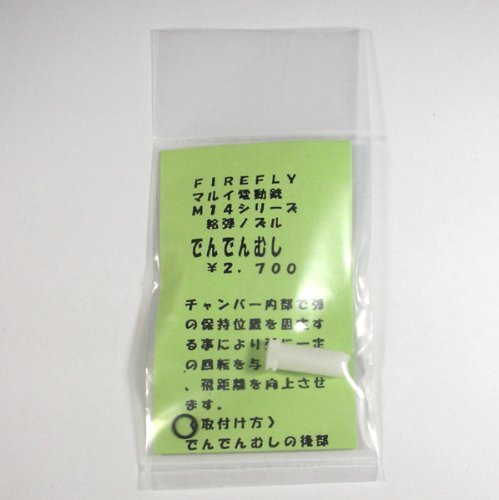 FIREFLY
マルイ電動銃
M14シリーズ
給弾ノズル
でんでんむし
¥2,700
チャンバー内部で弾
の保持位置を固定す
る事により 一定
の回転を与
、飛距離を向上させ
ます。
《取付け方》
でんでんむしの後部